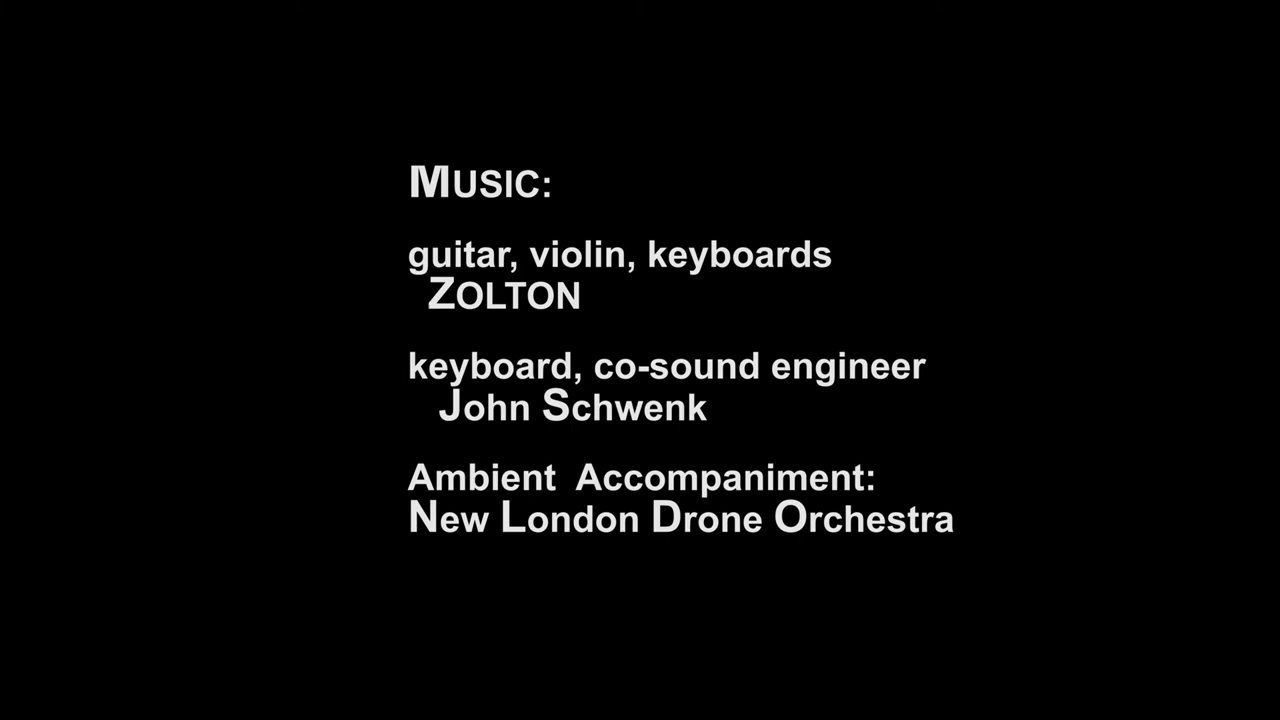 MUSIC:
guitar, violin, keyboards
ZOLTON
keyboard, co-sound engineer
John Schwenk
Ambient  Accompaniment:
New London Drone Orchestra